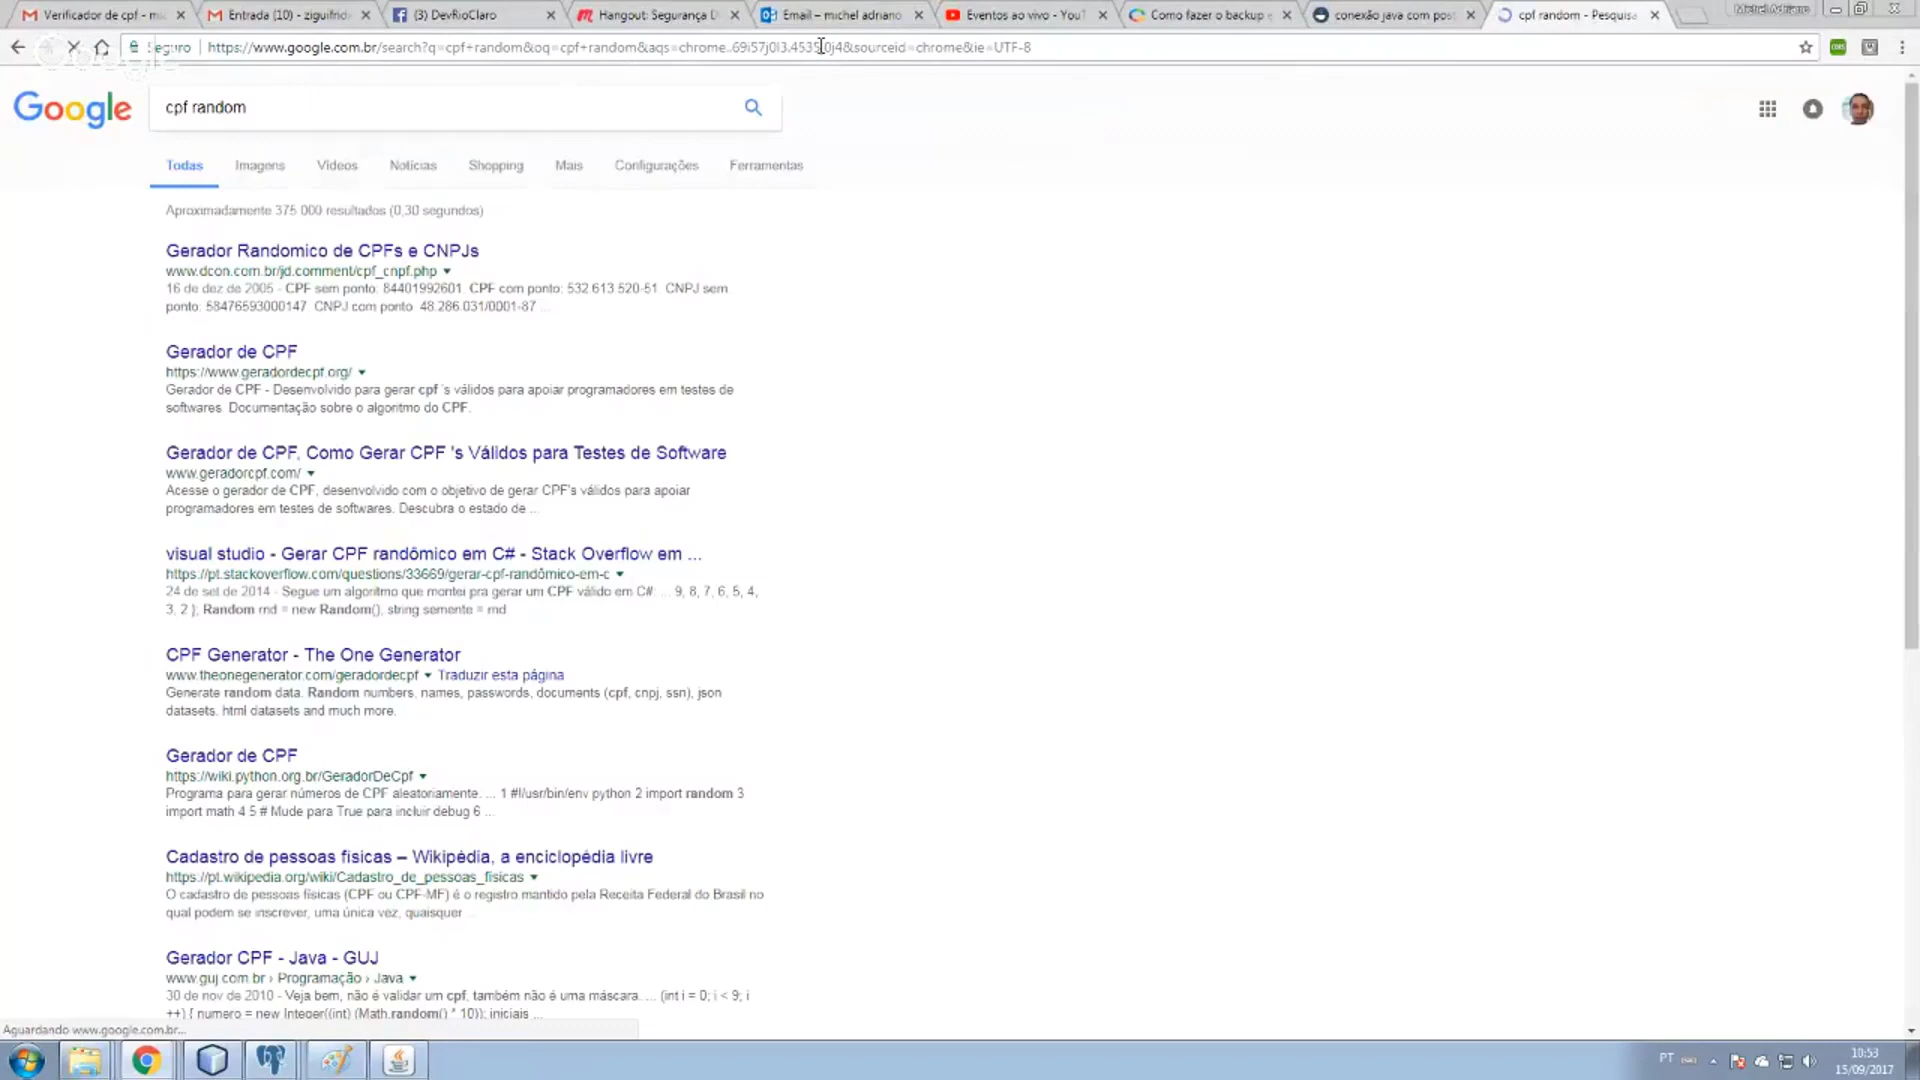 Verificador de cpf - mi
Entrada (10) - ziguifrid
(3) DevRioClaro
Hangout: Segurança D
Email – michel adriano
Eventos ao vivo - YouT
Como fazer o backup e
conexão java com post
cpf random - Pesquisa
Michel Adriano
Seguro
https://www.google.com.br/search?q=cpf+random&oq=cpf+random&aqs=chrome..69i57j0l3.4535j0j4&sourceid=chrome&ie=UTF-8
Google
cpf random
Todas Imagens Vídeos Notícias Shopping Mais Configurações Ferramentas
Aproximadamente 375 000 resultados (0,30 segundos)
Gerador Randomico de CPFs e CNPJs
www.dcon.com.br/jd.comment/cpf_cnpf.php
16 de dez de 2005 - CPF sem ponto: 84401992601 CPF com ponto: 532 613 520-51 CNPJ sem
ponto: 58476593000147 CNPJ com ponto 48.286.031/0001-87 ...
Gerador de CPF
https://www.geradordecpf.org/
Gerador de CPF - Desenvolvido para gerar cpf 's válidos para apoiar programadores em testes de
softwares. Documentação sobre o algoritmo do CPF.
Gerador de CPF, Como Gerar CPF 's Válidos para Testes de Software
www.geradorcpf.com/
Acesse o gerador de CPF, desenvolvido com o objetivo de gerar CPF's válidos para apoiar
programadores em testes de softwares. Descubra o estado de ...
visual studio - Gerar CPF randômico em C# - Stack Overflow em ...
https://pt.stackoverflow.com/questions/33669/gerar-cpf-randômico-em-c
24 de set de 2014 - Segue um algoritmo que montei pra gerar um CPF válido em C#: ... 9, 8, 7, 6, 5, 4,
3, 2 }; Random rnd = new Random(); string semente = rnd
CPF Generator - The One Generator
www.theonegenerator.com/geradordecpf Traduzir esta página
Generate random data. Random numbers, names, passwords, documents (cpf, cnpj, ssn), json
datasets, html datasets and much more.
Gerador de CPF
https://wiki.python.org.br/GeradorDeCpf
Programa para gerar números de CPF aleatoriamente. ... 1 #!/usr/bin/env python 2 import random 3
import math 4 5 # Mude para True para incluir debug 6 ...
Cadastro de pessoas físicas – Wikipédia, a enciclopédia livre
https://pt.wikipedia.org/wiki/Cadastro_de_pessoas_físicas
O cadastro de pessoas físicas (CPF ou CPF-MF) é o registro mantido pela Receita Federal do Brasil no
qual podem se inscrever, uma única vez, quaisquer ...
Gerador CPF - Java - GUJ
www.guj.com.br › Programação › Java
30 de nov de 2010 - Veja bem, não é validar um cpf, também não é uma máscara. ... (int i = 0; i < 9; i
++) { numero = new Integer((int) (Math.random() * 10)); iniciais ...
Aguardando www.google.com.br...
PT
10:53
15/09/2017